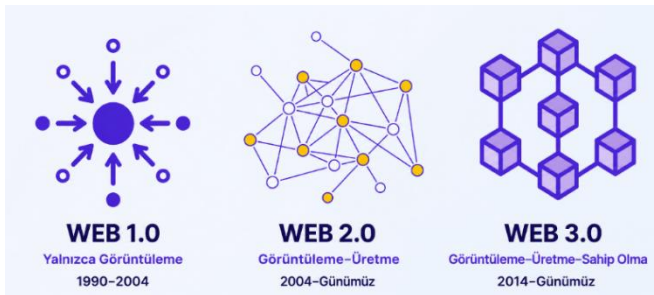 WEB 1.0
Yalnızca Görüntüleme
1990-2004
WEB 2.0
Görüntüleme-Üretme
2004-Günümüz
WEB 3.0
Görüntüleme-Üretme-Sahip Olma
2014-Günümüz